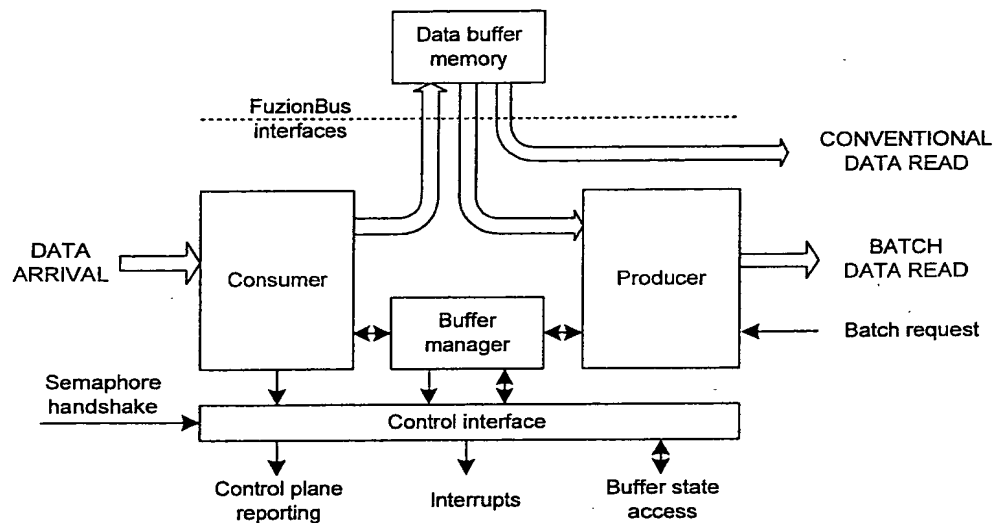 Data buffer
memory
FuzionBus
interfaces
CONVENTIONAL
DATA READ
DATA
ARRIVAL
Consumer
Producer
BATCH
DATA READ
Buffer
manager
Batch request
Semaphore
handshake
Control interface
Control plane
reporting
Interrupts
Buffer state
access